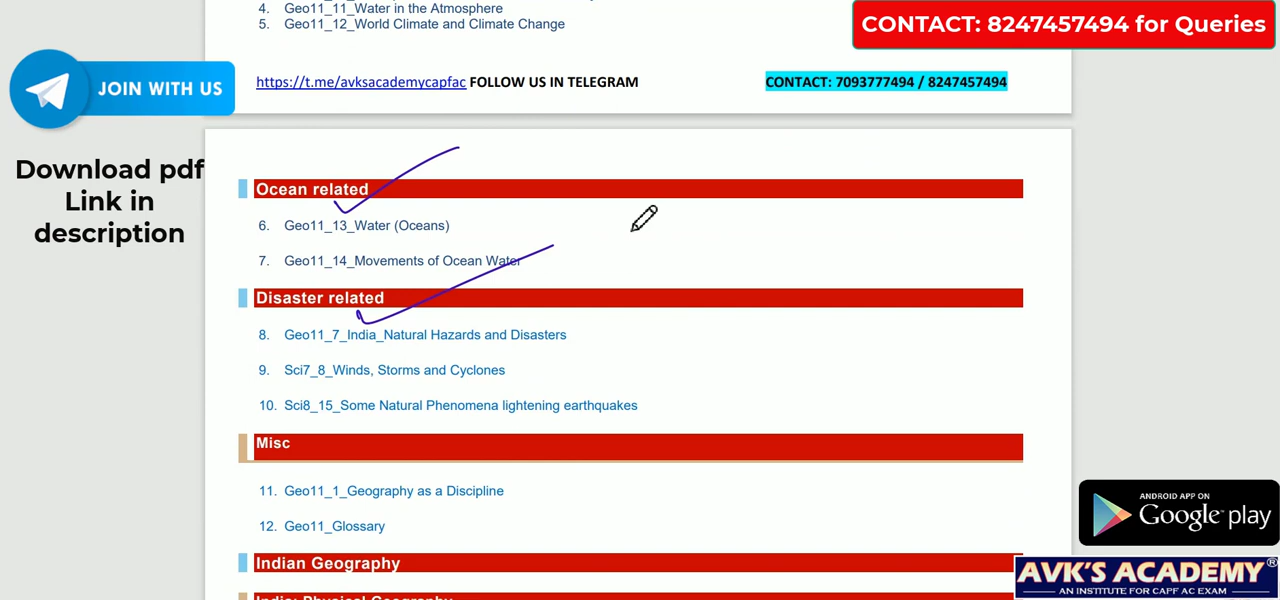 4. Geo11_11_Water in the Atmosphere
5. Geo11_12_World Climate and Climate Change
CONTACT: 8247457494 for Queries
JOIN WITH US
https://t.me/avksacademycapfac FOLLOW US IN TELEGRAM
CONTACT: 7093777494 / 8247457494
Download pdf
Link in
description
Ocean related
6. Geo11_13_Water (Oceans)
7. Geo11_14_Movements of Ocean Water
Disaster related
8. Geo11_7_India_Natural Hazards and Disasters
9. Sci7_8_Winds, Storms and Cyclones
10. Sci8_15_Some Natural Phenomena lightening earthquakes
Misc
11. Geo11_1_Geography as a Discipline
12. Geo11_Glossary
Indian Geography
India: Physical Geography
ANDROID APP ON
Google play
AVK'S ACADEMY®
AN INSTITUTE FOR CAPF AC EXAM